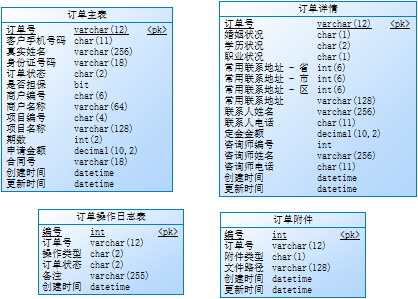 订单主表
订单号 varchar(12) <pk>
客户手机号码 char(11)
真实姓名 varchar(256)
身份证号码 varchar(18)
订单状态 char(2)
是否担保 bit
商户编号 char(6)
商户名称 varchar(64)
项目编号 char(4)
项目名称 varchar(128)
期数 int(2)
申请金额 decimal(10,2)
合同号 varchar(18)
创建时间 datetime
更新时间 datetime
订单详情
订单号 varchar(12) <pk>
婚姻状况 char(1)
学历状况 char(2)
职业状况 char(1)
常用联系地址 - 省 int(6)
常用联系地址 - 市 int(6)
常用联系地址 - 区 int(6)
常用联系地址 varchar(128)
联系人姓名 varchar(256)
联系人电话 char(11)
定金金额 decimal(10,2)
咨询师编号 int
咨询师姓名 varchar(256)
咨询师电话 char(11)
创建时间 datetime
更新时间 datetime
订单操作日志表
编号 int <pk>
订单号 varchar(12)
操作类型 char(2)
订单状态 char(2)
备注 varchar(255)
创建时间 datetime
订单附件
编号 int <pk>
订单号 varchar(12)
附件类型 char(1)
文件路径 varchar(128)
创建时间 datetime
更新时间 datetime